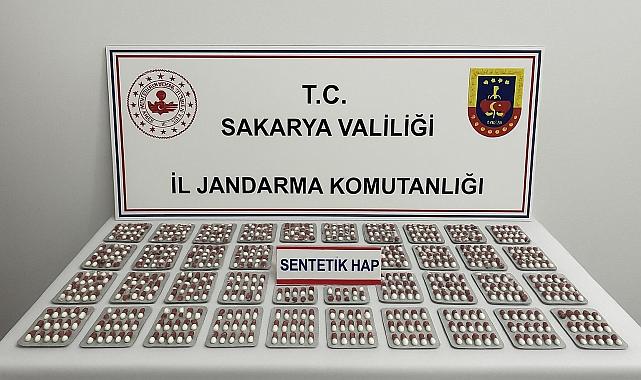 T.C.
SAKARYA VALİLİĞİ
İL JANDARMA KOMUTANLIĞI
SENTETİK HAP